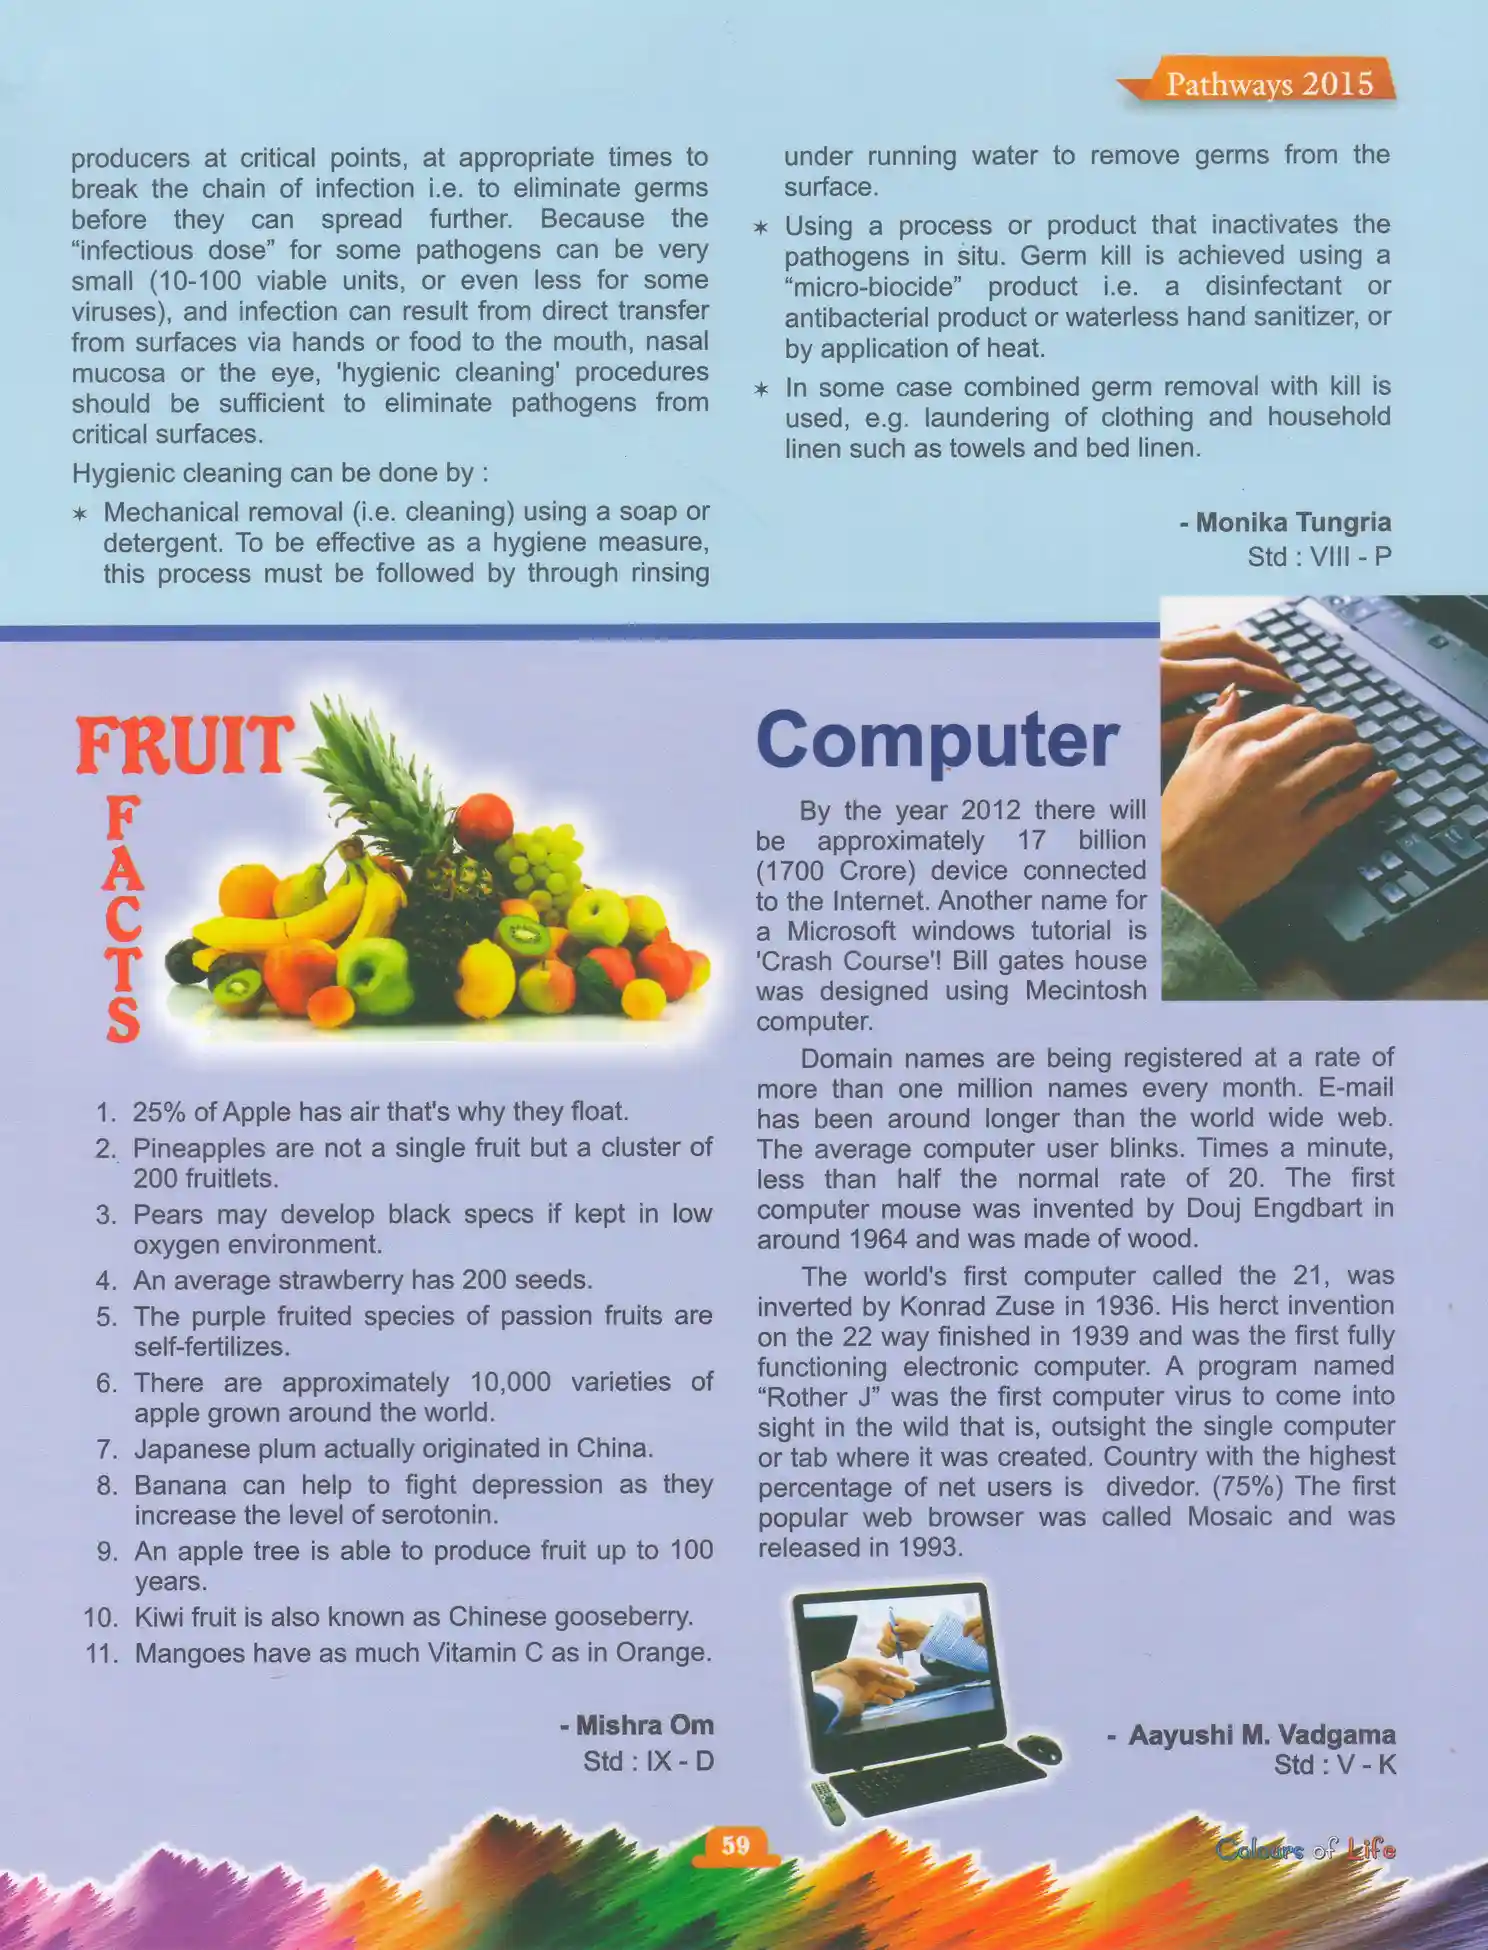 Pathways 2015
producers at critical points, at appropriate times to
break the chain of infection i.e. to eliminate germs
before they can spread further. Because the
“infectious dose” for some pathogens can be very
small (10-100 viable units, or even less for some
viruses), and infection can result from direct transfer
from surfaces via hands or food to the mouth, nasal
mucosa or the eye, 'hygienic cleaning' procedures
should be sufficient to eliminate pathogens from
critical surfaces.
Hygienic cleaning can be done by :
✶ Mechanical removal (i.e. cleaning) using a soap or
detergent. To be effective as a hygiene measure,
this process must be followed by through rinsing
under running water to remove germs from the
surface.
✶ Using a process or product that inactivates the
pathogens in situ. Germ kill is achieved using a
“micro-biocide” product i.e. a disinfectant or
antibacterial product or waterless hand sanitizer, or
by application of heat.
✶ In some case combined germ removal with kill is
used, e.g. laundering of clothing and household
linen such as towels and bed linen.
- Monika Tungria
Std : VIII - P
FRUIT
FACTS
1. 25% of Apple has air that's why they float.
2. Pineapples are not a single fruit but a cluster of
200 fruitlets.
3. Pears may develop black specs if kept in low
oxygen environment.
4. An average strawberry has 200 seeds.
5. The purple fruited species of passion fruits are
self-fertilizes.
6. There are approximately 10,000 varieties of
apple grown around the world.
7. Japanese plum actually originated in China.
8. Banana can help to fight depression as they
increase the level of serotonin.
9. An apple tree is able to produce fruit up to 100
years.
10. Kiwi fruit is also known as Chinese gooseberry.
11. Mangoes have as much Vitamin C as in Orange.
- Mishra Om
Std : IX - D
Computer
By the year 2012 there will
be approximately 17 billion
(1700 Crore) device connected
to the Internet. Another name for
a Microsoft windows tutorial is
'Crash Course'! Bill gates house
was designed using Mecintosh
computer.
Domain names are being registered at a rate of
more than one million names every month. E-mail
has been around longer than the world wide web.
The average computer user blinks. Times a minute,
less than half the normal rate of 20. The first
computer mouse was invented by Douj Engdbart in
around 1964 and was made of wood.
The world's first computer called the 21, was
inverted by Konrad Zuse in 1936. His herct invention
on the 22 way finished in 1939 and was the first fully
functioning electronic computer. A program named
“Rother J” was the first computer virus to come into
sight in the wild that is, outsight the single computer
or tab where it was created. Country with the highest
percentage of net users is divedor. (75%) The first
popular web browser was called Mosaic and was
released in 1993.
- Aayushi M. Vadgama
Std : V - K
59
Colours of Life